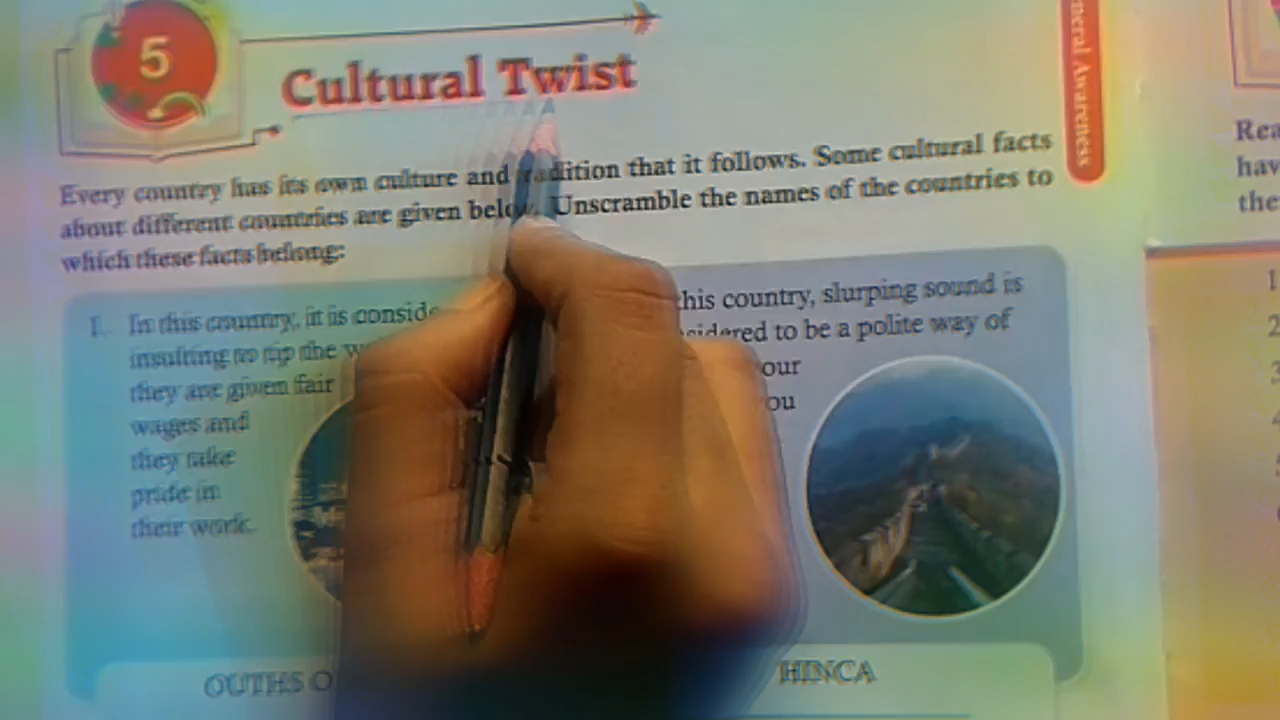 5
Cultural Twist
neral Awareness
Every country has its own culture and tradition that it follows. Some cultural facts
about different countries are given below. Unscramble the names of the countries to
which these facts belong:
1. In this country, it is conside
insulting to tip the w
they are given fair
wages and
they take
pride in
their work.
OUTHS O
this country, slurping sound is
sidered to be a polite way of
our
ou
HINCA
Rea
hav
the
1
2
3